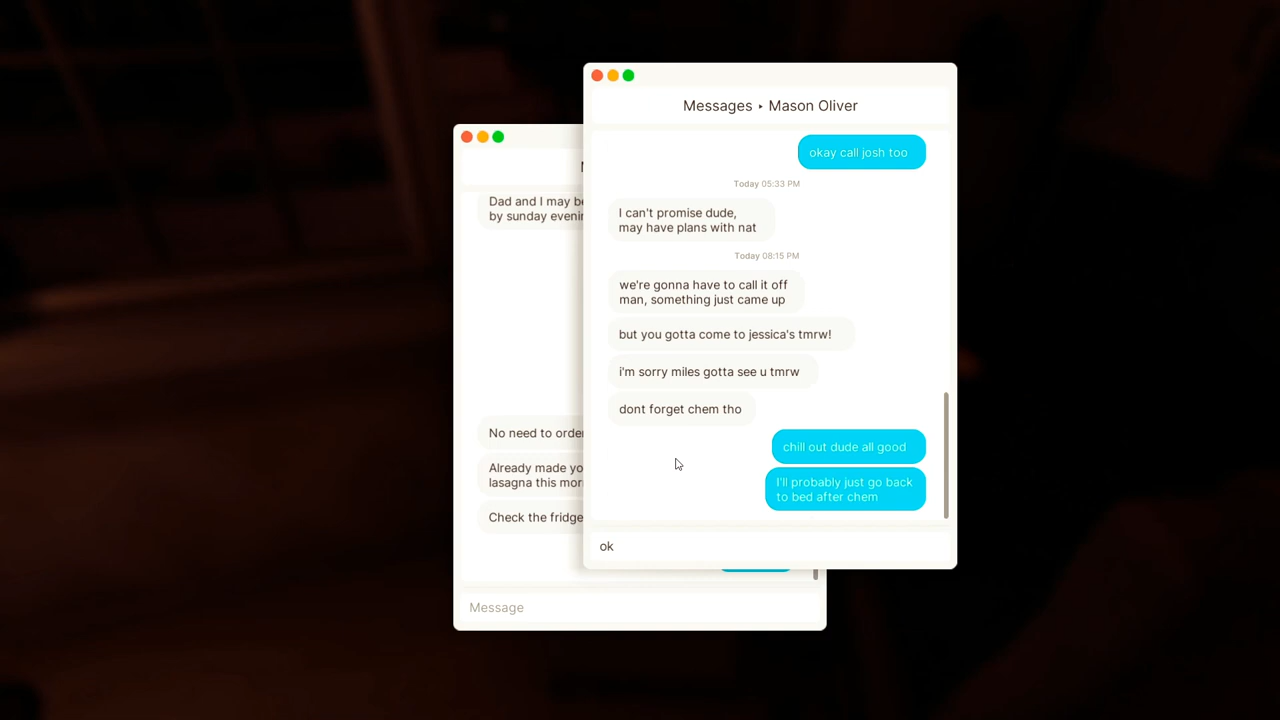 Messages ▸ Mason Oliver
okay call josh too
Today 05:33 PM
I can't promise dude,
may have plans with nat
Today 08:15 PM
we're gonna have to call it off
man, something just came up
but you gotta come to jessica's tmrw!
i'm sorry miles gotta see u tmrw
dont forget chem tho
chill out dude all good
I'll probably just go back
to bed after chem
ok
Dad and I may be
by sunday evenin
No need to orde
Already made yo
lasagna this mor
Check the fridge
Message